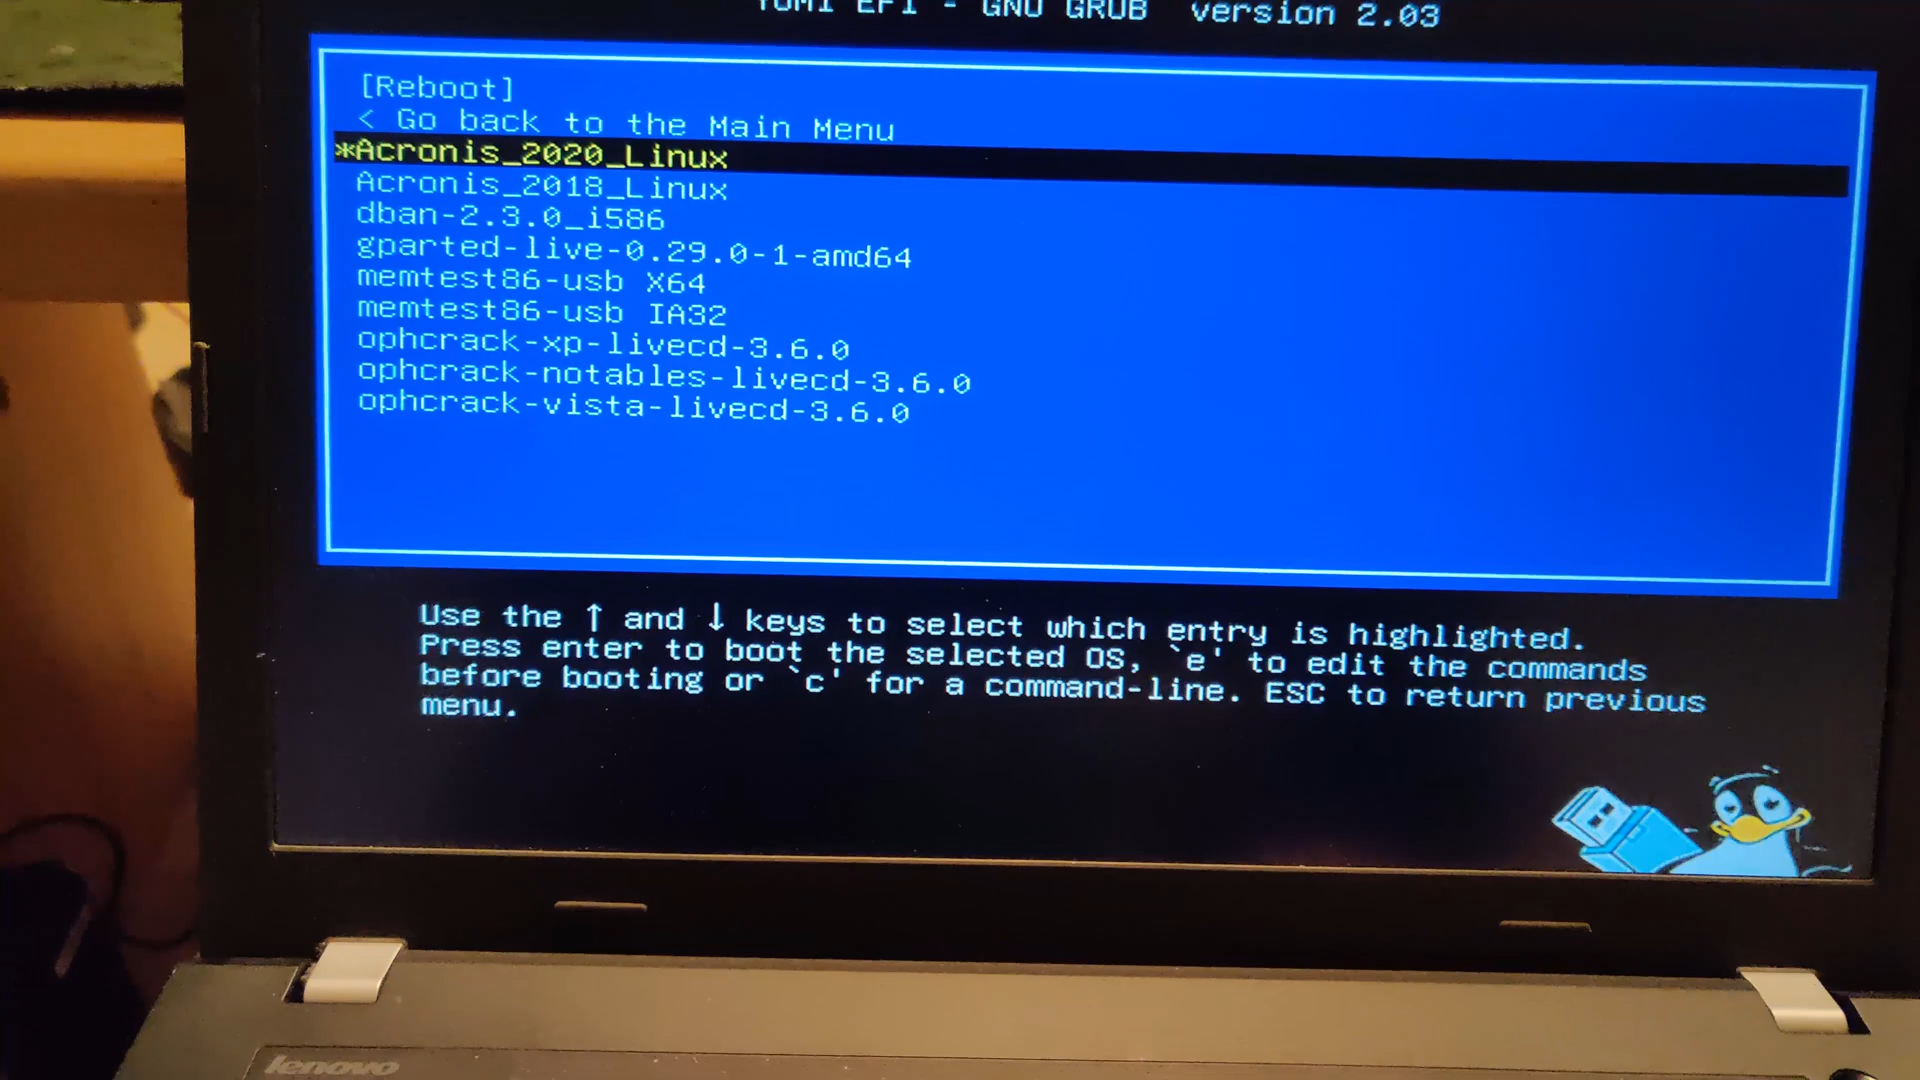 YUMI EFI - GNU GRUB version 2.03
[Reboot]
< Go back to the Main Menu
*Acronis_2020_Linux
Acronis_2018_Linux
dban-2.3.0_i586
gparted-live-0.29.0-1-amd64
memtest86-usb X64
memtest86-usb IA32
ophcrack-xp-livecd-3.6.0
ophcrack-notables-livecd-3.6.0
ophcrack-vista-livecd-3.6.0
Use the ↑ and ↓ keys to select which entry is highlighted.
Press enter to boot the selected OS, `e' to edit the commands
before booting or `c' for a command-line. ESC to return previous
menu.
lenovo